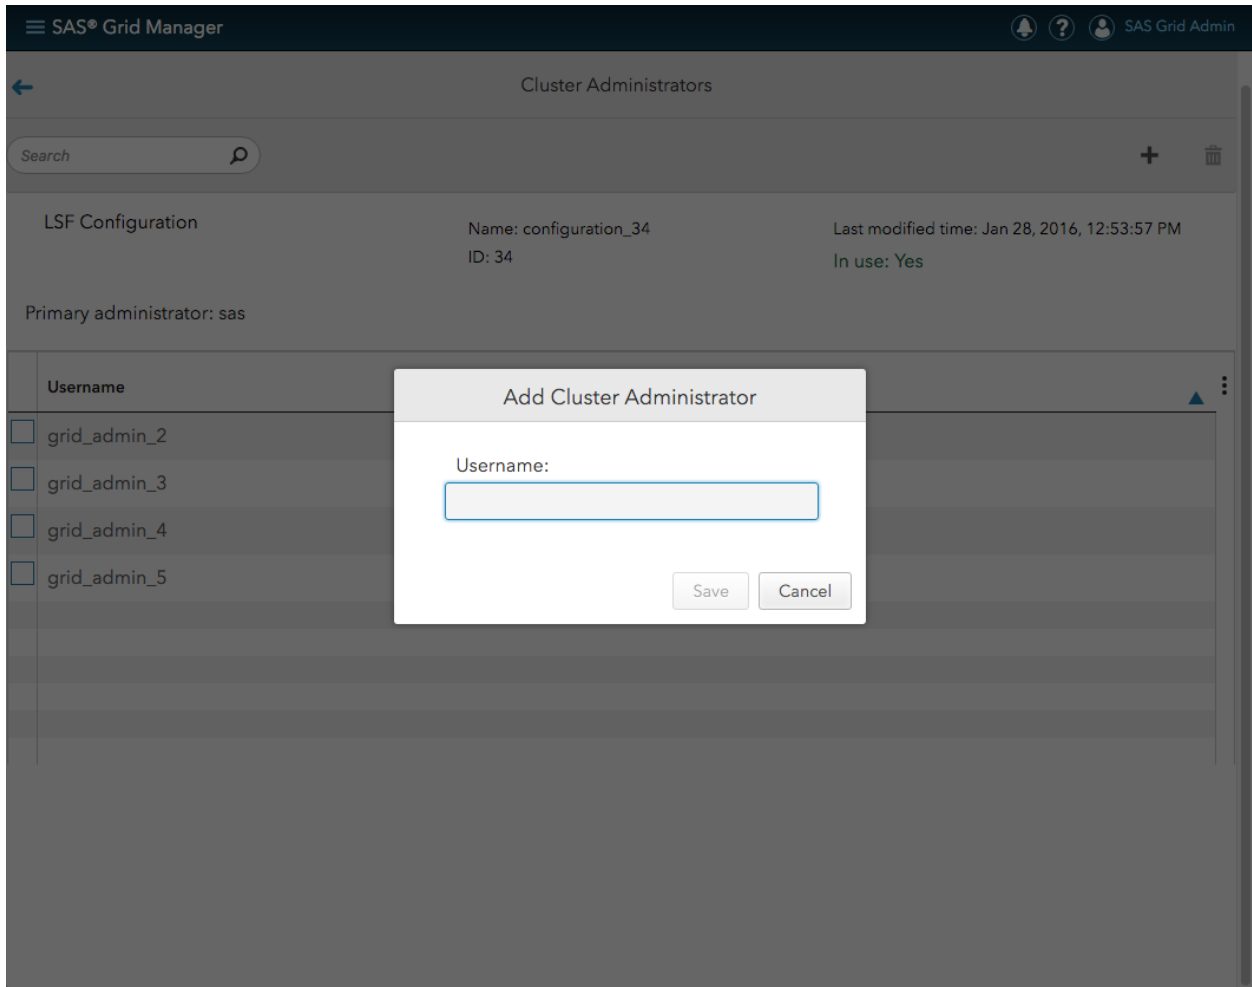 SAS® Grid Manager
SAS Grid Admin
Cluster Administrators
Search
LSF Configuration
Name: configuration_34
Last modified time: Jan 28, 2016, 12:53:57 PM
ID: 34
In use: Yes
Primary administrator: sas
Username
Add Cluster Administrator
grid_admin_2
Username:
grid_admin_3
grid_admin_4
grid_admin_5
Save
Cancel